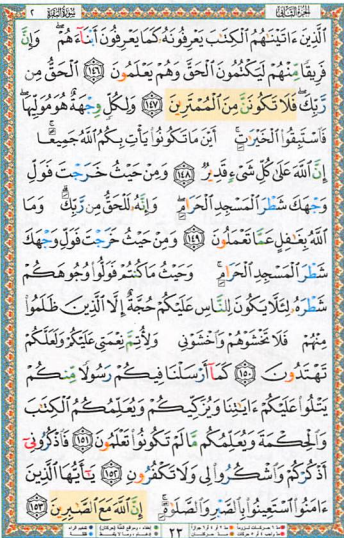 الجزء الثاني
سورة البقرة ٢
ٱلَّذِينَ ءَاتَيْنَٰهُمُ ٱلْكِتَٰبَ يَعْرِفُونَهُۥ كَمَا يَعْرِفُونَ أَبْنَآءَهُمْ ۖ وَإِنَّ
فَرِيقًا مِّنْهُمْ لَيَكْتُمُونَ ٱلْحَقَّ وَهُمْ يَعْلَمُونَ ١٤٦ ٱلْحَقُّ مِن
رَّبِّكَ ۖ فَلَا تَكُونَنَّ مِنَ ٱلْمُمْتَرِينَ ١٤٧ وَلِكُلٍّ وِجْهَةٌ هُوَ مُوَلِّيهَا ۖ
فَٱسْتَبِقُوا۟ ٱلْخَيْرَٰتِ ۚ أَيْنَ مَا تَكُونُوا۟ يَأْتِ بِكُمُ ٱللَّهُ جَمِيعًا ۚ
إِنَّ ٱللَّهَ عَلَىٰ كُلِّ شَىْءٍ قَدِيرٌ ١٤٨ وَمِنْ حَيْثُ خَرَجْتَ فَوَلِّ
وَجْهَكَ شَطْرَ ٱلْمَسْجِدِ ٱلْحَرَامِ ۖ وَإِنَّهُۥ لَلْحَقُّ مِن رَّبِّكَ ۗ وَمَا
ٱللَّهُ بِغَٰفِلٍ عَمَّا تَعْمَلُونَ ١٤٩ وَمِنْ حَيْثُ خَرَجْتَ فَوَلِّ وَجْهَكَ
شَطْرَ ٱلْمَسْجِدِ ٱلْحَرَامِ ۚ وَحَيْثُ مَا كُنتُمْ فَوَلُّوا۟ وُجُوهَكُمْ
شَطْرَهُۥ لِئَلَّا يَكُونَ لِلنَّاسِ عَلَيْكُمْ حُجَّةٌ إِلَّا ٱلَّذِينَ ظَلَمُوا۟
مِنْهُمْ فَلَا تَخْشَوْهُمْ وَٱخْشَوْنِى وَلِأُتِمَّ نِعْمَتِى عَلَيْكُمْ وَلَعَلَّكُمْ
تَهْتَدُونَ ١٥٠ كَمَآ أَرْسَلْنَا فِيكُمْ رَسُولًا مِّنكُمْ
يَتْلُوا۟ عَلَيْكُمْ ءَايَٰتِنَا وَيُزَكِّيكُمْ وَيُعَلِّمُكُمُ ٱلْكِتَٰبَ
وَٱلْحِكْمَةَ وَيُعَلِّمُكُم مَّا لَمْ تَكُونُوا۟ تَعْلَمُونَ ١٥١ فَٱذْكُرُونِىٓ
أَذْكُرْكُمْ وَٱشْكُرُوا۟ لِى وَلَا تَكْفُرُونِ ١٥٢ يَٰٓأَيُّهَا ٱلَّذِينَ
ءَامَنُوا۟ ٱسْتَعِينُوا۟ بِٱلصَّبْرِ وَٱلصَّلَوٰةِ ۚ إِنَّ ٱللَّهَ مَعَ ٱلصَّٰبِرِينَ ١٥٣
٢٣